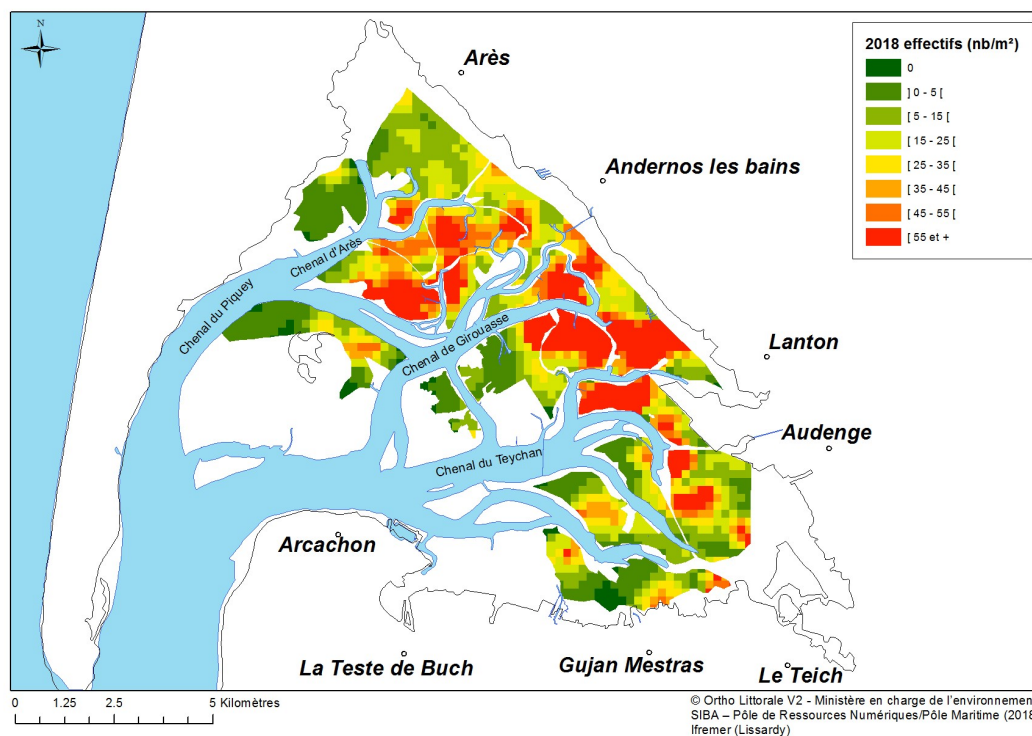 N
2018 effectifs (nb/m²)
0
] 0 - 5 [
[ 5 - 15 [
[ 15 - 25 [
[ 25 - 35 [
[ 35 - 45 [
[ 45 - 55 [
[ 55 et +
Arès
Andernos les bains
Chenal d'Arès
Chenal du Piquey
Chenal de Girouasse
Lanton
Audenge
Chenal du Teychan
Arcachon
La Teste de Buch
Gujan Mestras
Le Teich
0 1.25 2.5 5 Kilomètres
© Ortho Littorale V2 - Ministère en charge de l'environnemen
SIBA – Pôle de Ressources Numériques/Pôle Maritime (2018
Ifremer (Lissardy)